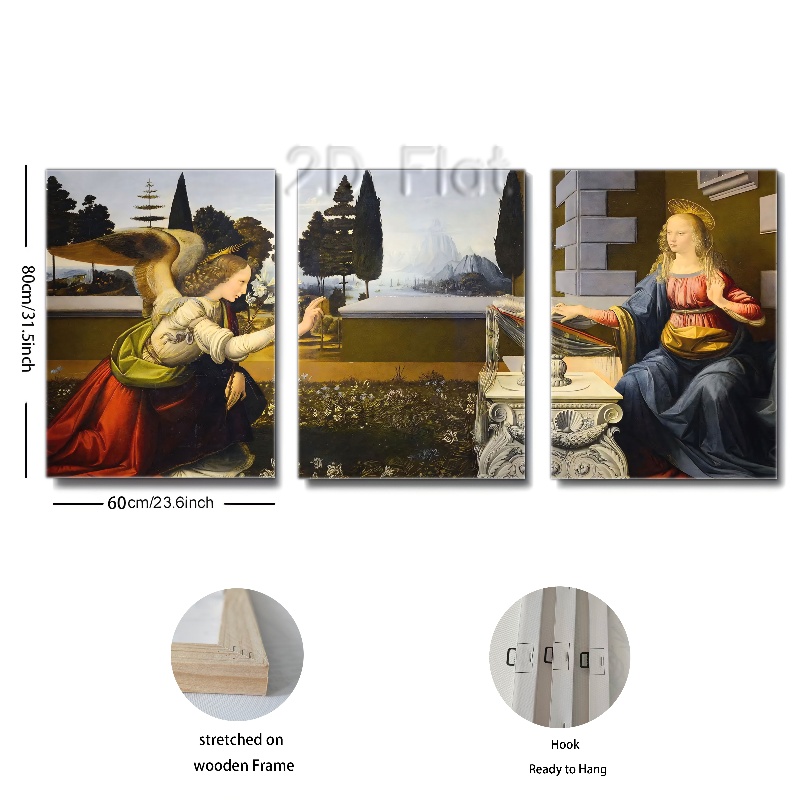 2D Flat
80cm/31.5inch
60cm/23.6inch
stretched on
wooden Frame
Hook
Ready to Hang